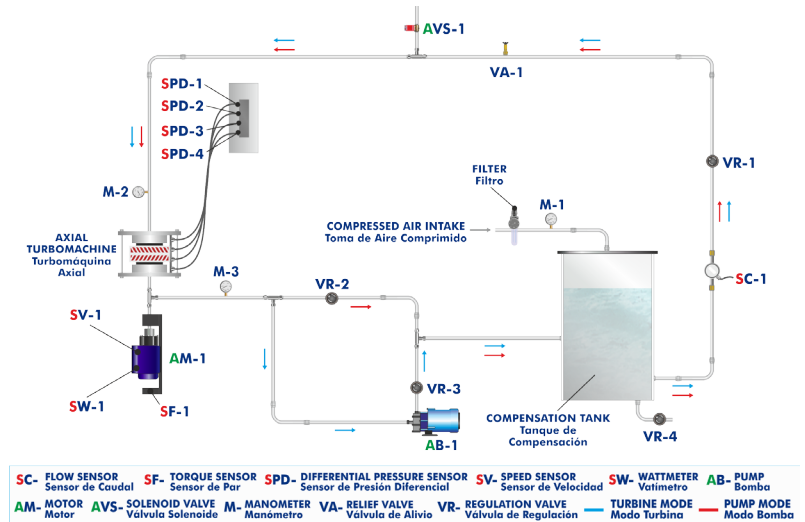 AVS-1
VA-1
SPD-1
SPD-2
SPD-3
SPD-4
VR-1
M-2
FILTER
Filtro
M-1
COMPRESSED AIR INTAKE
Toma de Aire Comprimido
AXIAL
TURBOMACHINE
Turbomáquina
Axial
M-3
VR-2
SC-1
SV-1
AM-1
VR-3
SW-1
SF-1
AB-1
COMPENSATION TANK
Tanque de
Compensación
VR-4
SC- FLOW SENSOR SF- TORQUE SENSOR SPD- DIFFERENTIAL PRESSURE SENSOR SV- SPEED SENSOR SW- WATTMETER AB- PUMP
Sensor de Caudal Sensor de Par Sensor de Presión Diferencial Sensor de Velocidad Vatímetro Bomba
AM- MOTOR AVS- SOLENOID VALVE M- MANOMETER VA- RELIEF VALVE VR- REGULATION VALVE TURBINE MODE PUMP MODE
Motor Válvula Solenoide Manómetro Válvula de Alivio Válvula de Regulación Modo Turbina Modo Bomba